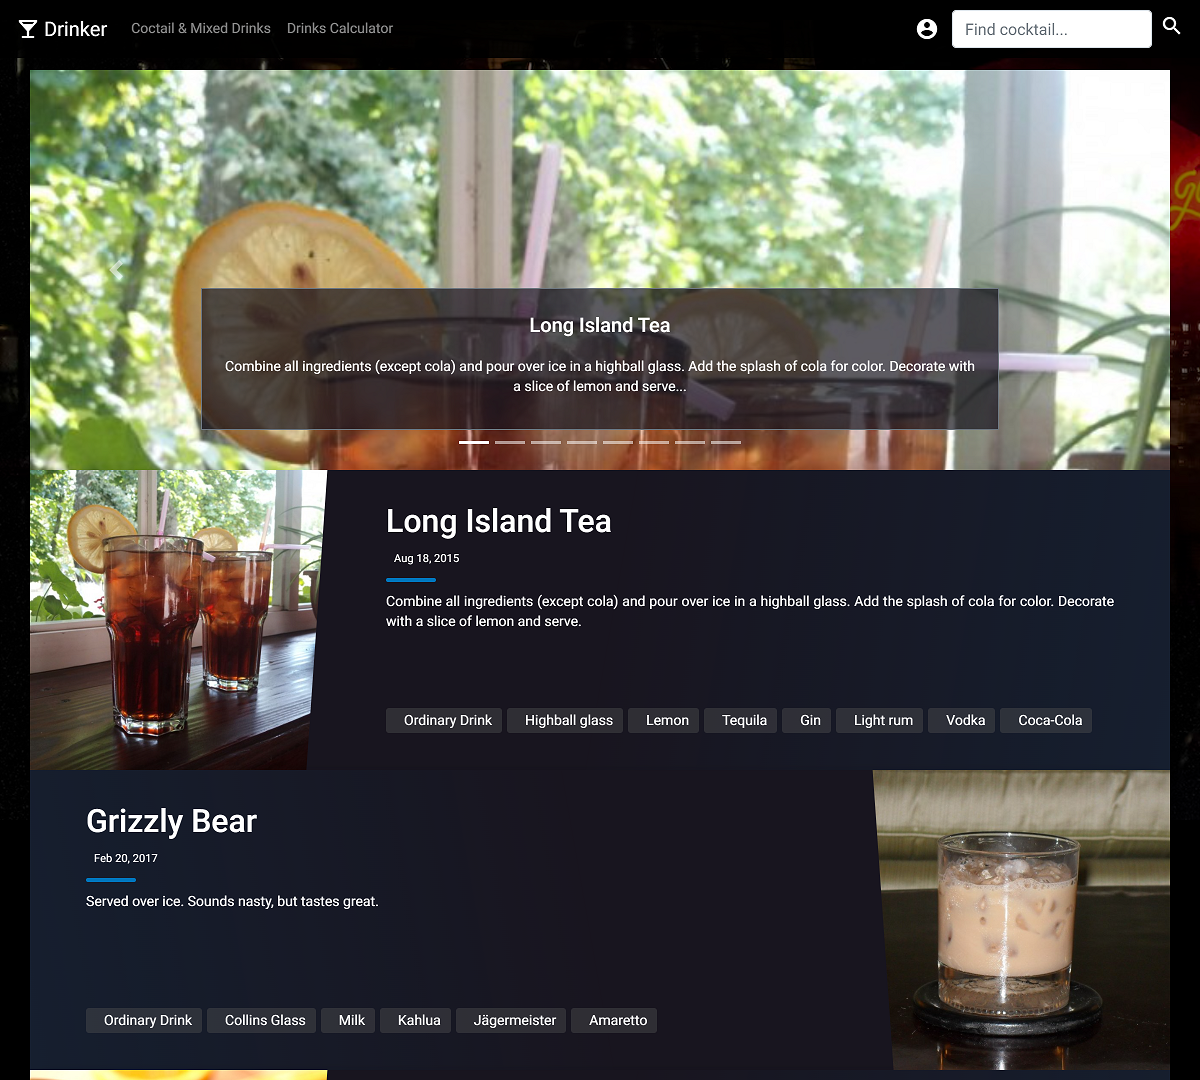 Drinker
Coctail & Mixed Drinks
Drinks Calculator
Find cocktail...
Long Island Tea
Combine all ingredients (except cola) and pour over ice in a highball glass. Add the splash of cola for color. Decorate with
a slice of lemon and serve...
Long Island Tea
Aug 18, 2015
Combine all ingredients (except cola) and pour over ice in a highball glass. Add the splash of cola for color. Decorate
with a slice of lemon and serve.
Ordinary Drink
Highball glass
Lemon
Tequila
Gin
Light rum
Vodka
Coca-Cola
Grizzly Bear
Feb 20, 2017
Served over ice. Sounds nasty, but tastes great.
Ordinary Drink
Collins Glass
Milk
Kahlua
Jägermeister
Amaretto